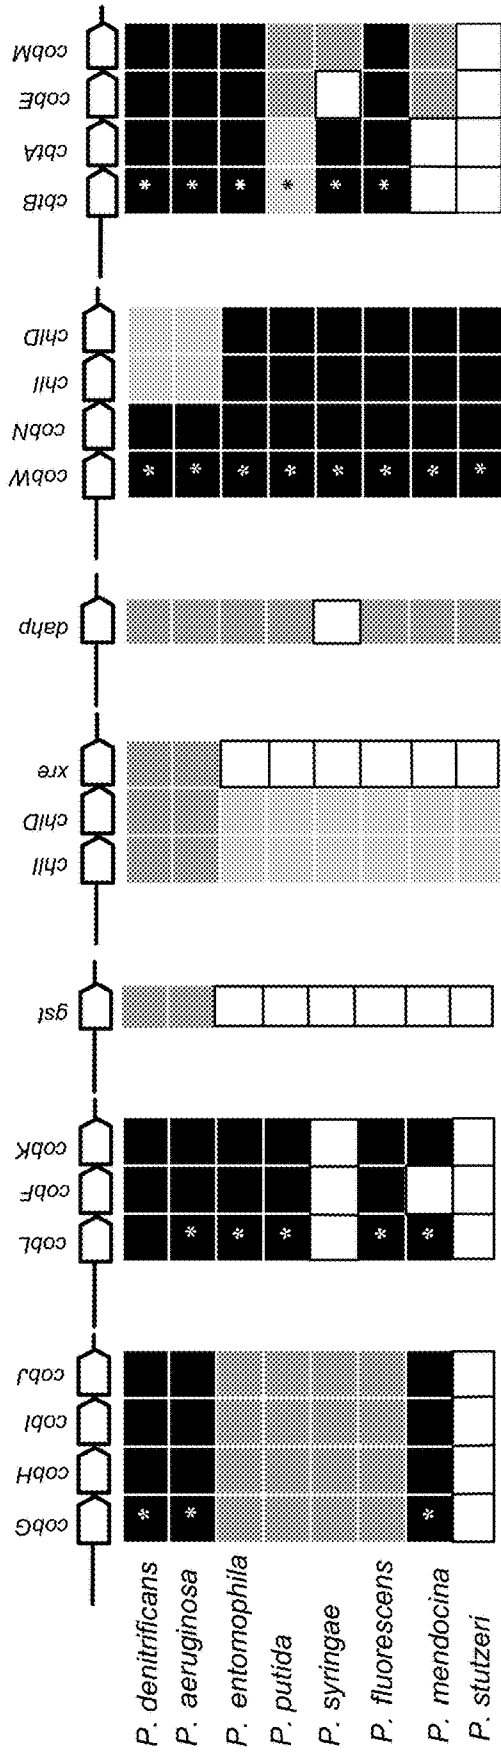 cobG cobH cobI cobJ cobL cobF cobK gst chlI chlD xre dahp cobW cobN chlI chlD cbtB cbtA cobE cobM
P. denitrificans * * *
P. aeruginosa * * * *
P. entomophila * * *
P. putida * * *
P. syringae * *
P. fluorescens * * *
P. mendocina * * *
P. stutzeri *